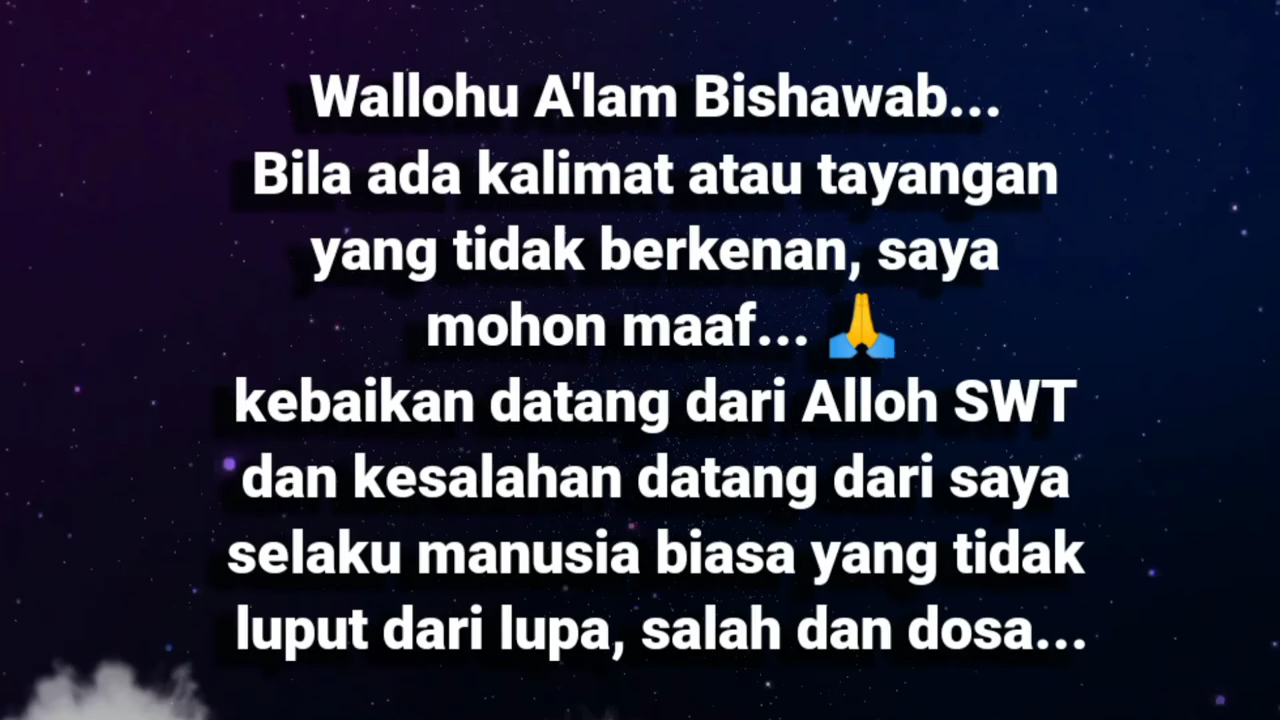 Wallohu A'lam Bishawab...
Bila ada kalimat atau tayangan
yang tidak berkenan, saya
mohon maaf... 🙏
kebaikan datang dari Alloh SWT
dan kesalahan datang dari saya
selaku manusia biasa yang tidak
luput dari lupa, salah dan dosa...